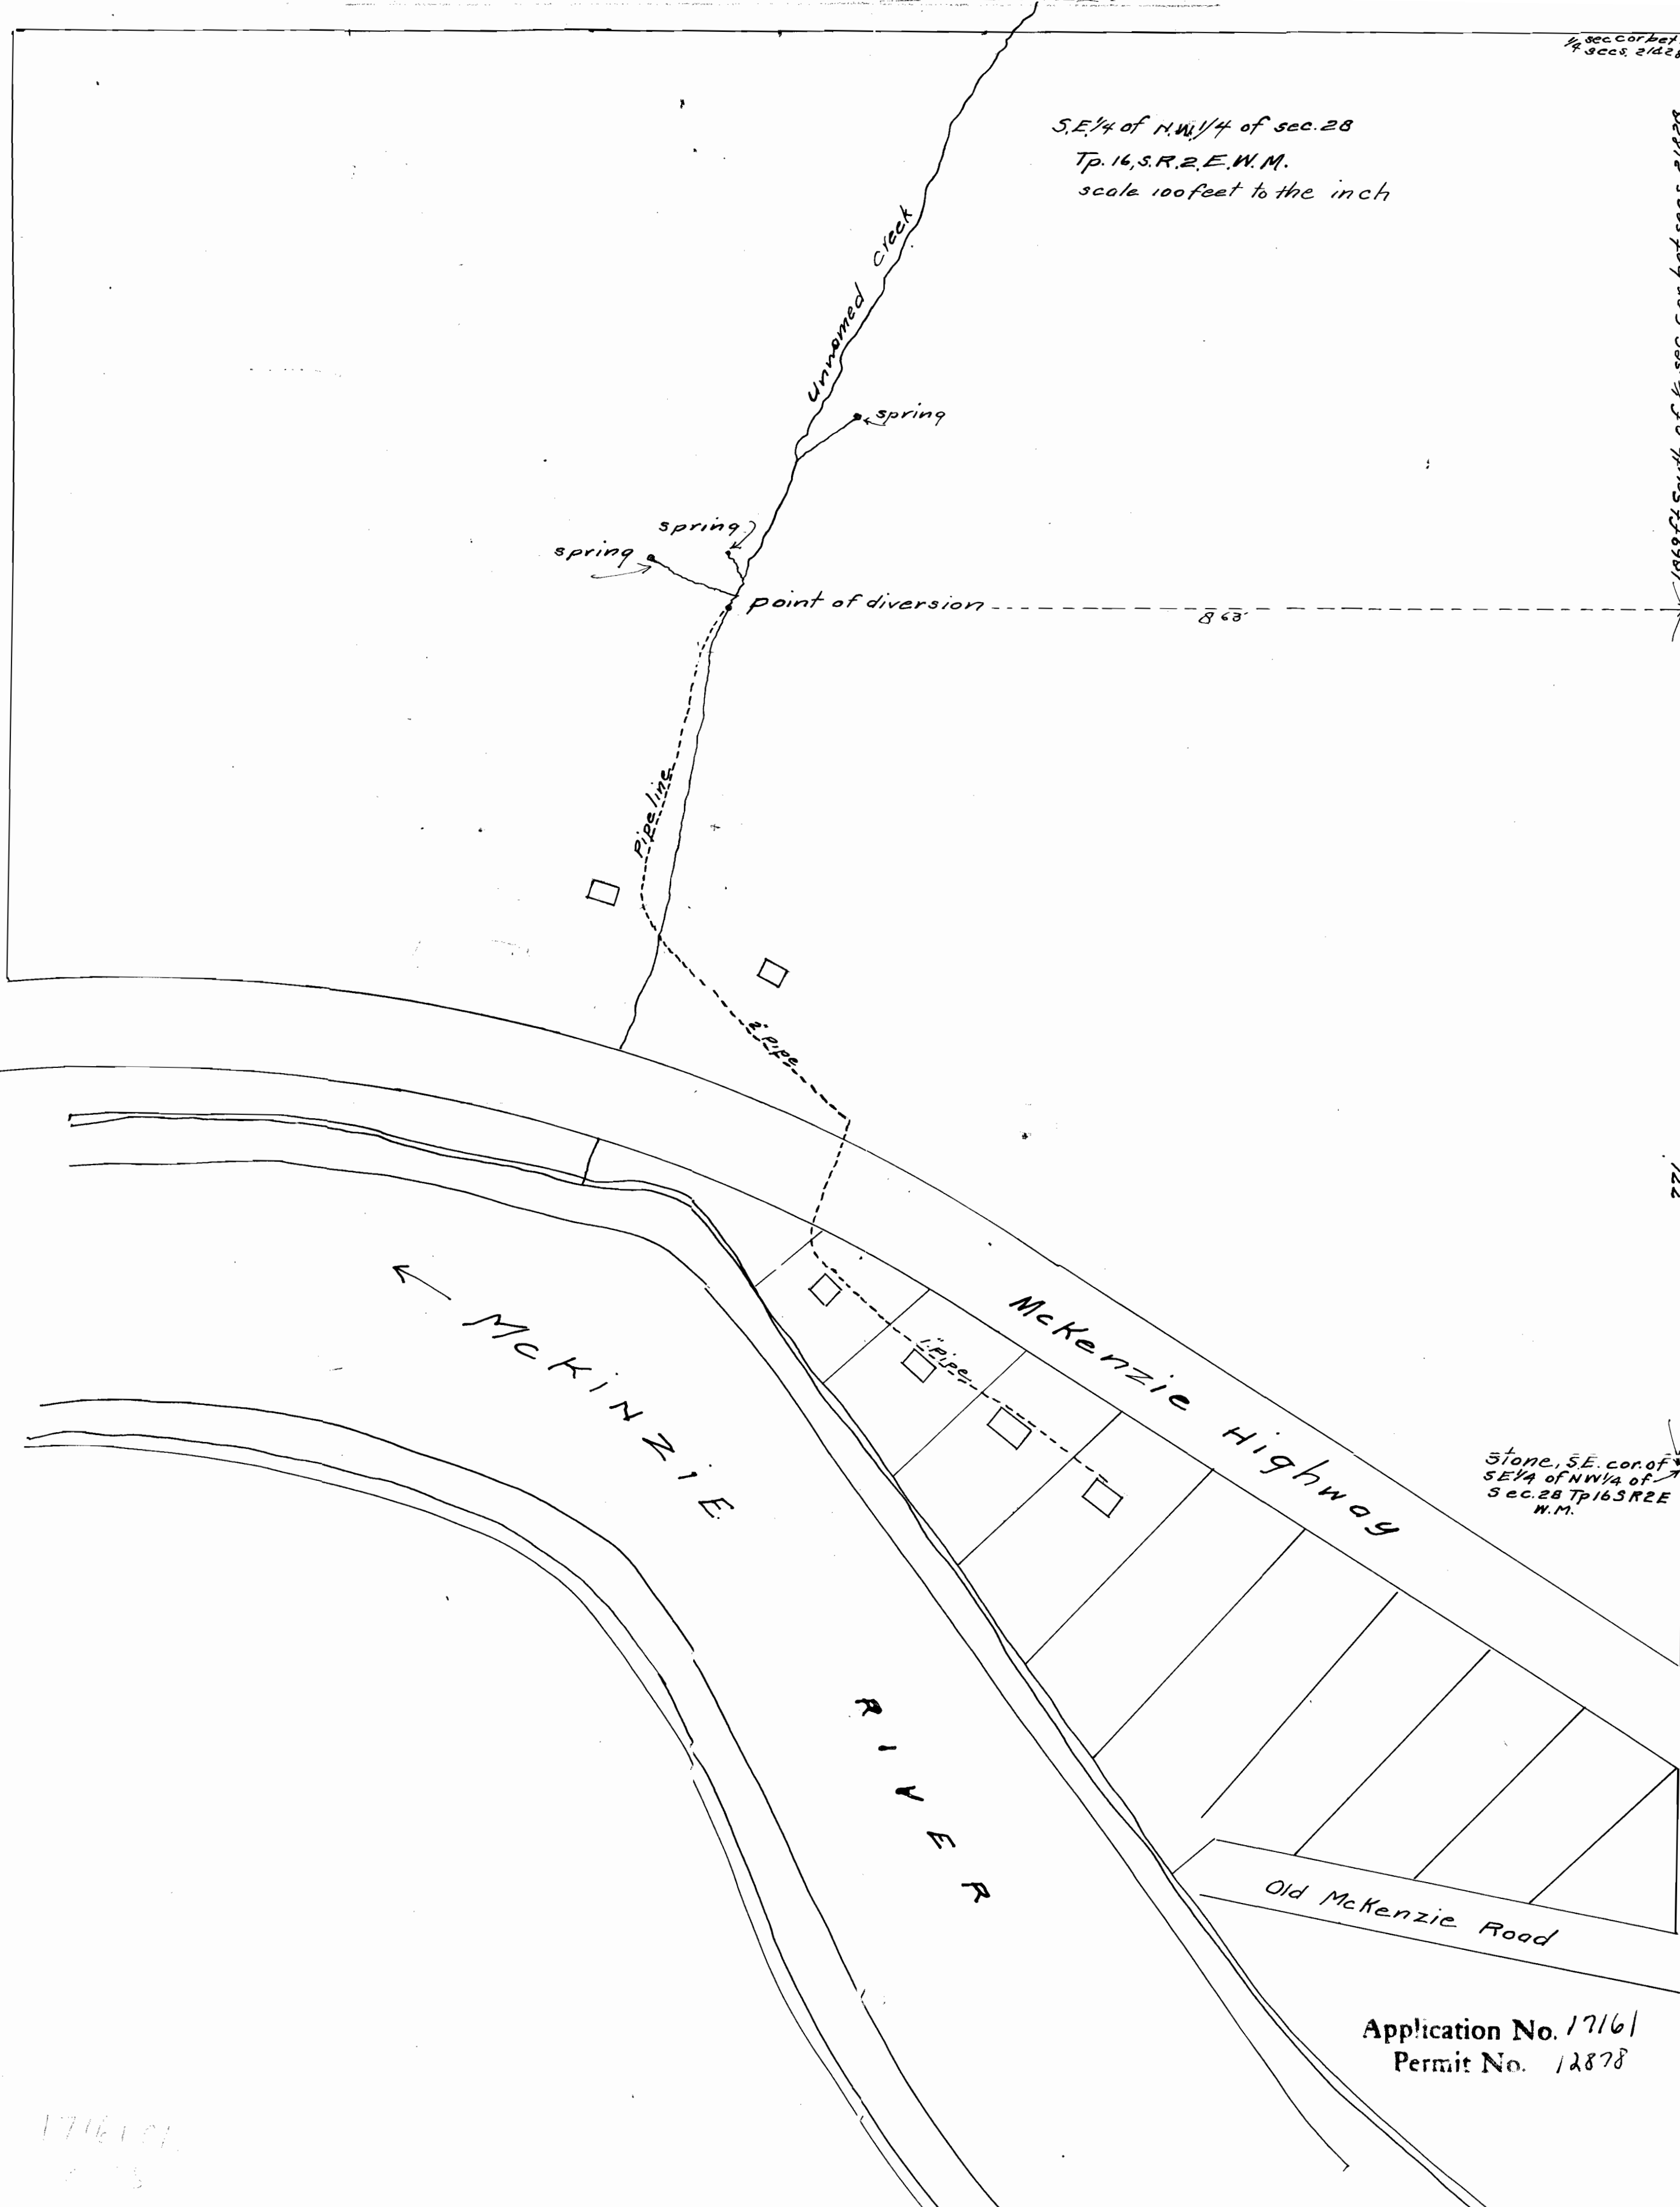 1/4 sec cor bet.
secs. 21&28
S.E.1/4 of N.W.1/4 of sec. 28
Tp. 16, S.R. 2, E. W. M.
scale 100 feet to the inch
Unnamed Creek
spring
spring
spring
point of diversion
863'
Pipeline
2" Pipe
722
1" Pipe
McKenzie Highway
McKiNZiE
RIVER
Stone, S.E. cor. of
SE1/4 of NW1/4 of
Sec. 28 Tp 16 S R 2 E
W.M.
Old McKenzie Road
Application No. 17161
Permit No. 12878